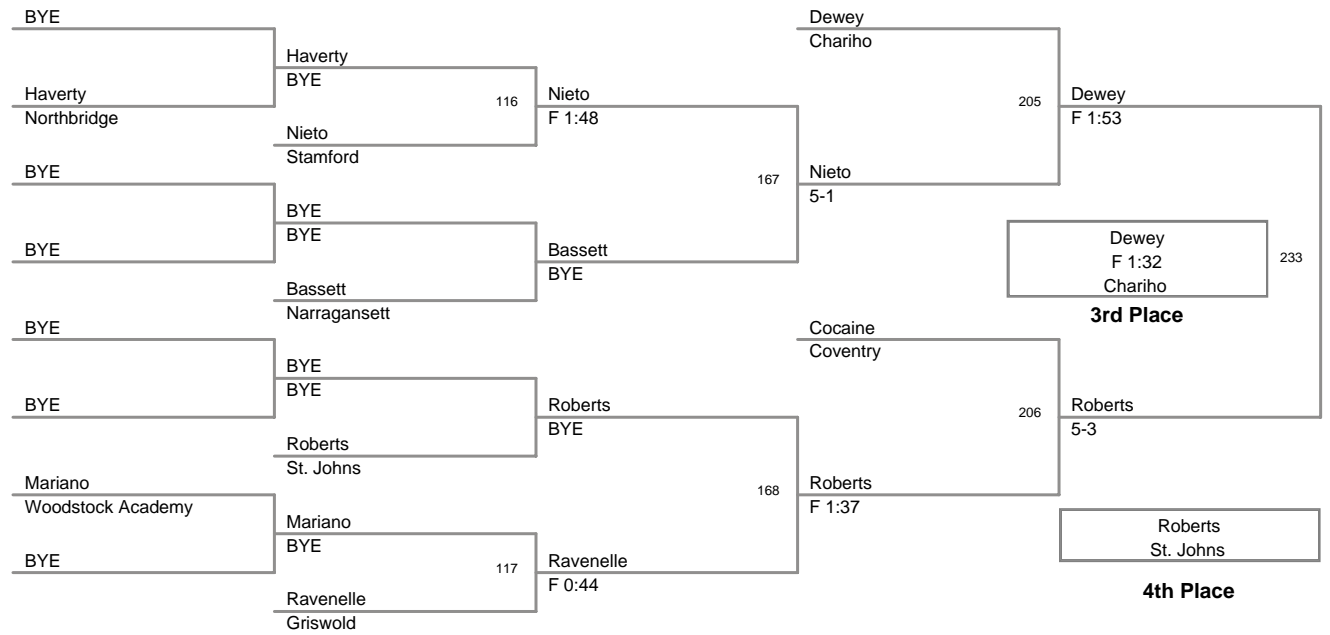 BYE
Haverty
Northbridge
BYE
BYE
BYE
BYE
Mariano
Woodstock Academy
BYE
Haverty
BYE
116
Nieto
Stamford
BYE
BYE
Bassett
Narragansett
BYE
BYE
Roberts
St. Johns
Mariano
BYE
117
Ravenelle
Griswold
Nieto
F 1:48
167
Bassett
BYE
Roberts
BYE
168
Ravenelle
F 0:44
Dewey
Chariho
205
Nieto
5-1
Cocaine
Coventry
206
Roberts
F 1:37
Dewey
F 1:53
Dewey
F 1:32
Chariho
233
3rd Place
Roberts
5-3
Roberts
St. Johns
4th Place